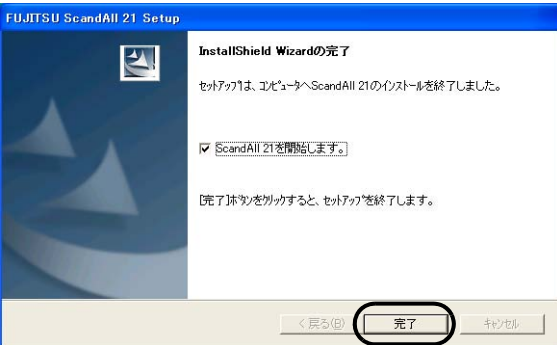 FUJITSU ScandAll 21 Setup
InstallShield Wizardの完了
ｾｯﾄｱｯﾌﾟは、ｺﾝﾋﾟｭｰﾀへScandAll 21のｲﾝｽﾄｰﾙを終了しました。
ScandAll 21を開始します。
[完了]ﾎﾞﾀﾝをｸﾘｯｸすると、ｾｯﾄｱｯﾌﾟを終了します。
< 戻る(B) 完了 ｷｬﾝｾﾙ